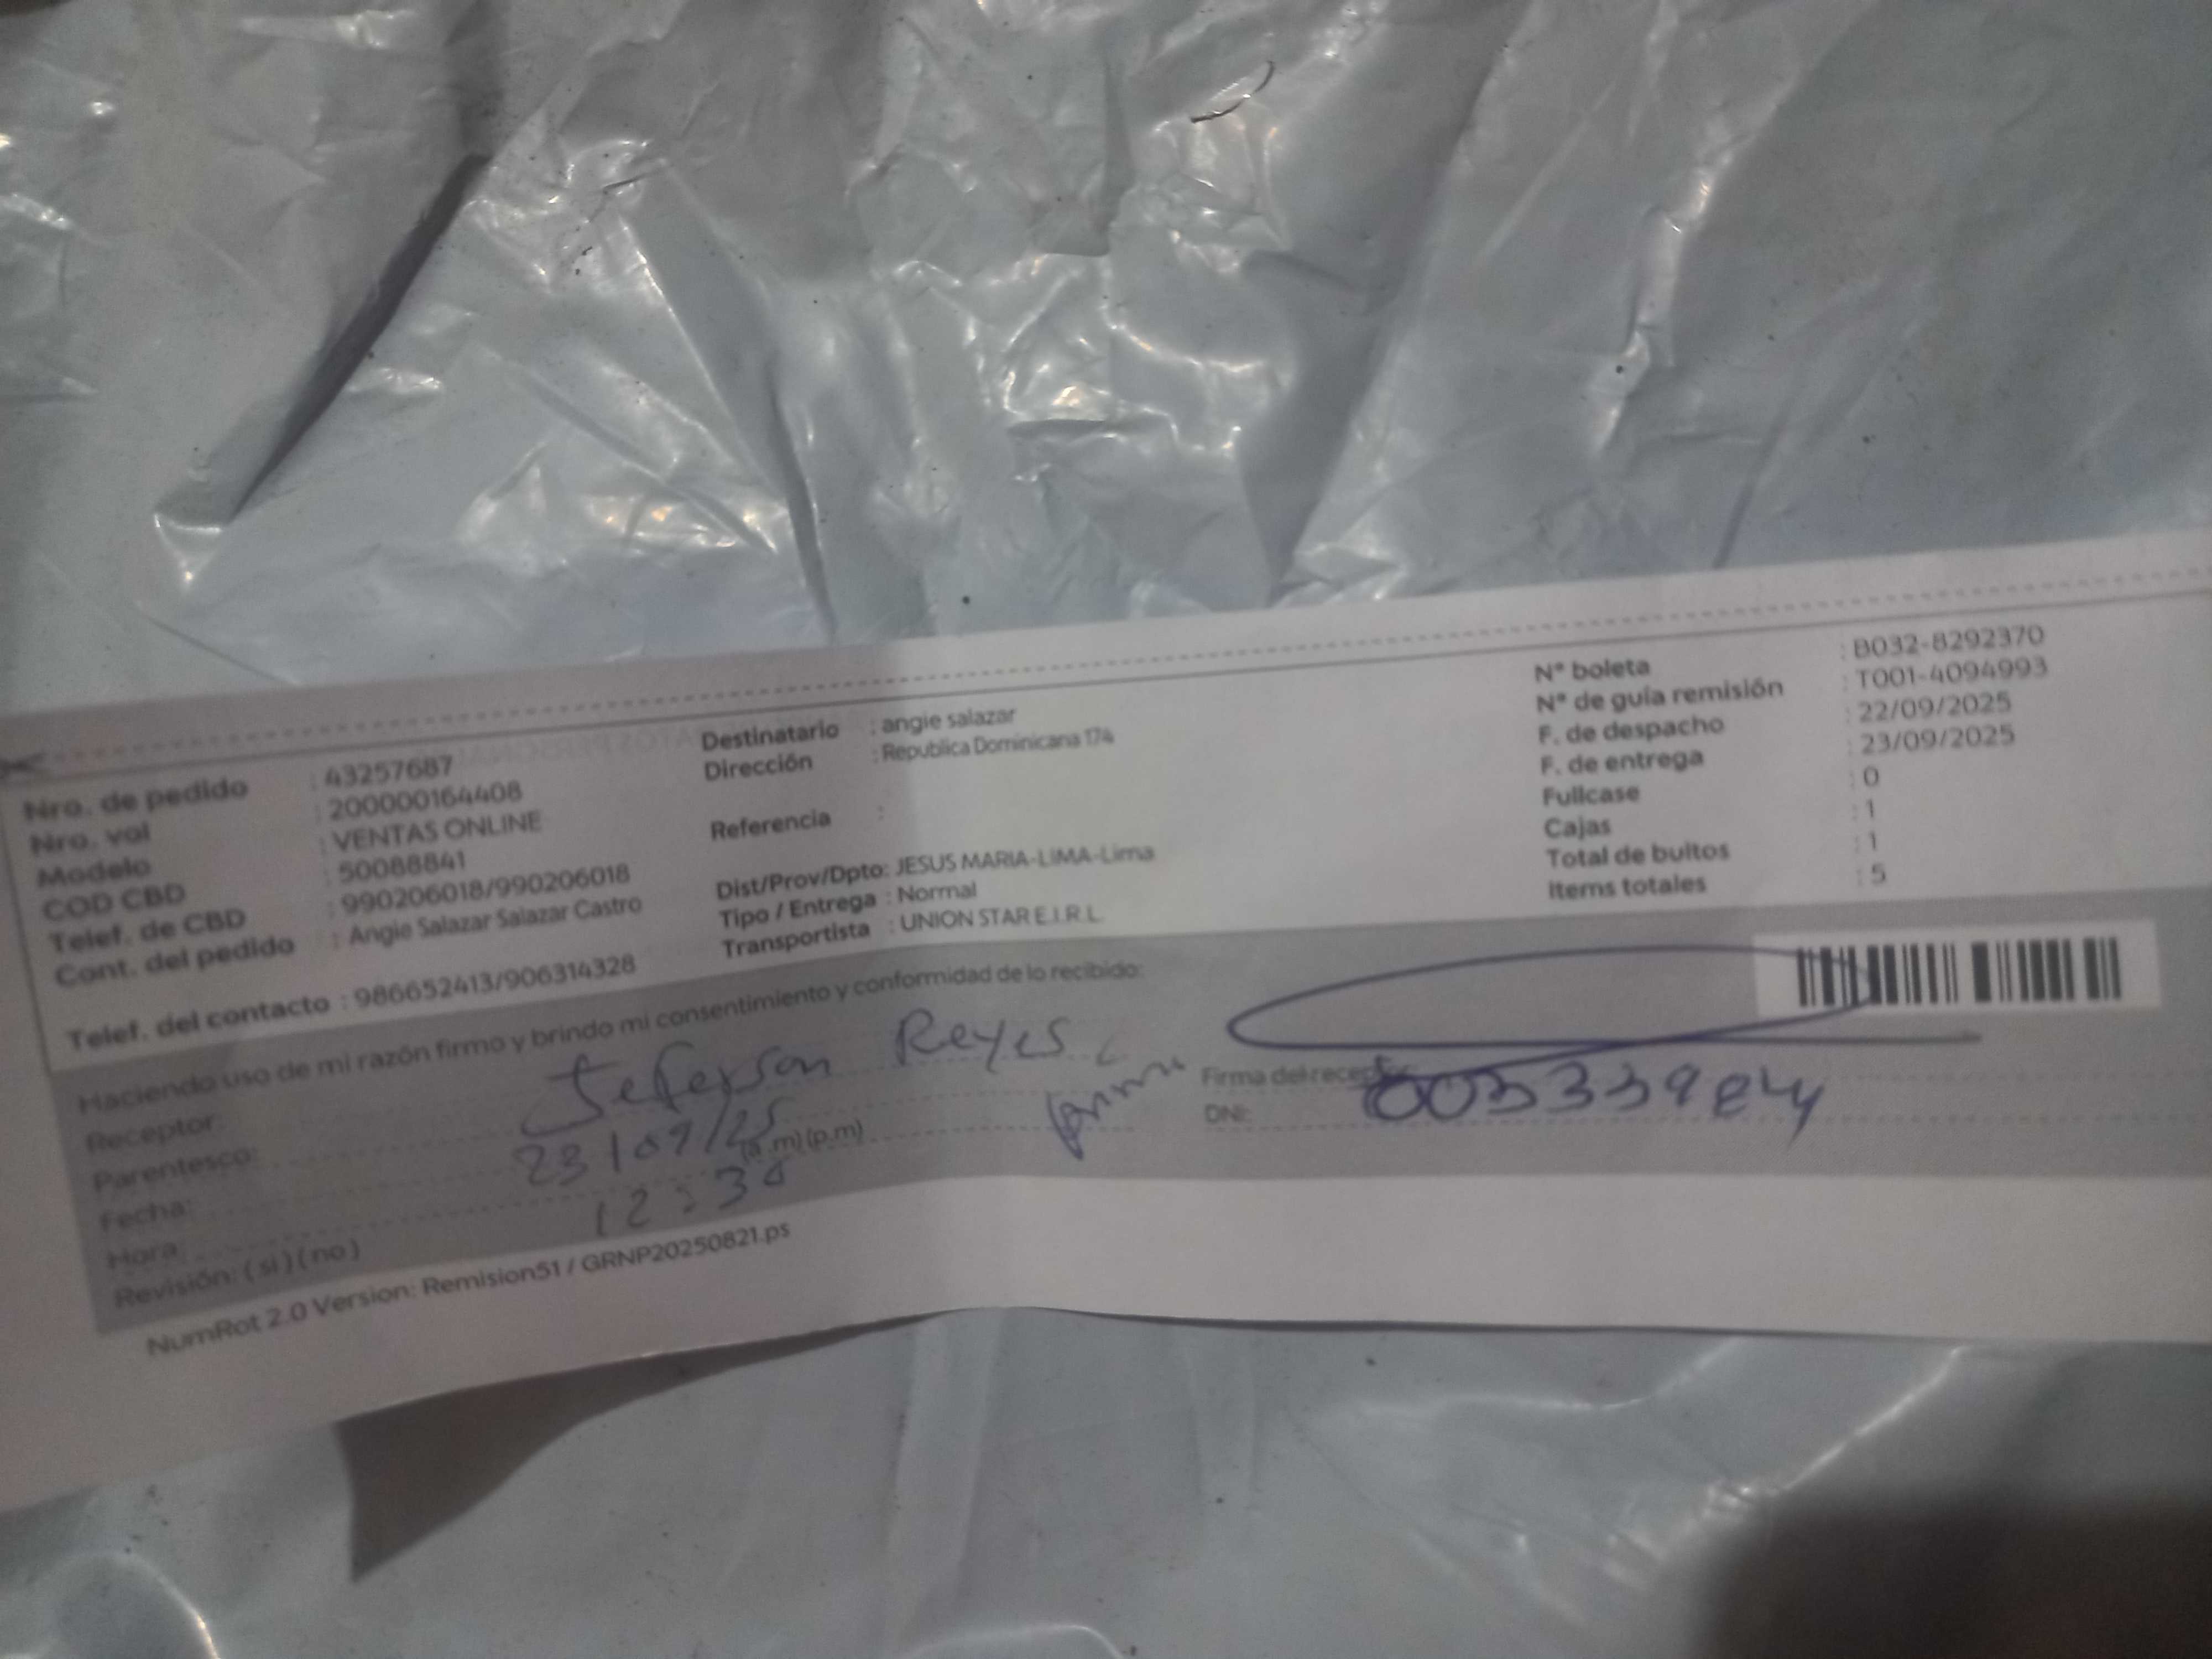 Nro. de pedido : 43257687
Nro. val : 200000164408
Modelo : VENTAS ONLINE
COD CBD : 50088841
Telef. de CBD : 990206018/990206018
Cont. del pedido : Angie Salazar Salazar Castro
Telef. del contacto : 986652413/906314328
Destinatario : angie salazar
Dirección : Republica Dominicana 174
Referencia :
Dist/Prov/Dpto: JESUS MARIA-LIMA-Lima
Tipo / Entrega : Normal
Transportista : UNION STAR E.I.R.L.
N° boleta : B032-8292370
N° de guía remisión : T001-4094993
F. de despacho : 22/09/2025
F. de entrega : 23/09/2025
Fullcase : 0
Cajas : 1
Total de bultos : 1
Items totales : 5
Haciendo uso de mi razón firmo y brindo mi consentimiento y conformidad de lo recibido:
Receptor: Jeferson Reyes
Parentesco:
Fecha: 23/09/25
Hora: 12:30 (a.m)(p.m)
Revisión: (si)(no)
Firma del receptor:
DNI:
NumRot 2.0 Version: Remision51 / GRNP20250821.ps